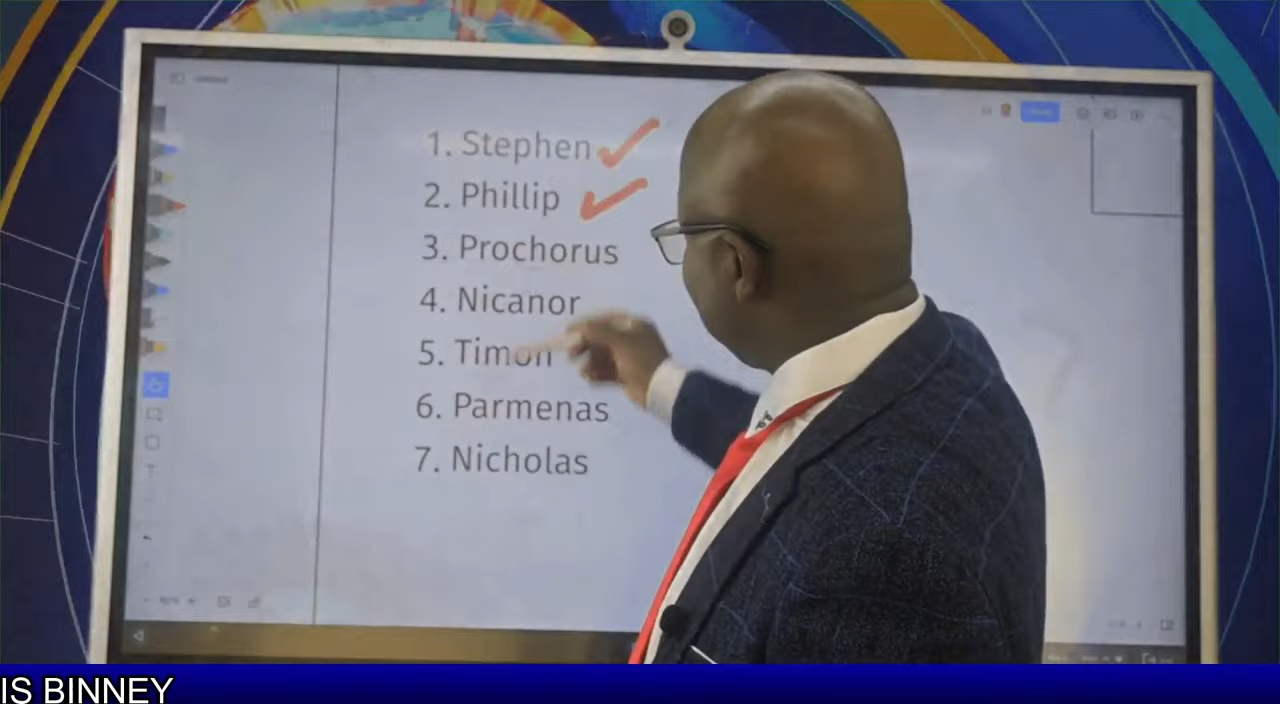 1. Stephen
2. Phillip
3. Prochorus
4. Nicanor
5. Timon
6. Parmenas
7. Nicholas
IS BINNEY